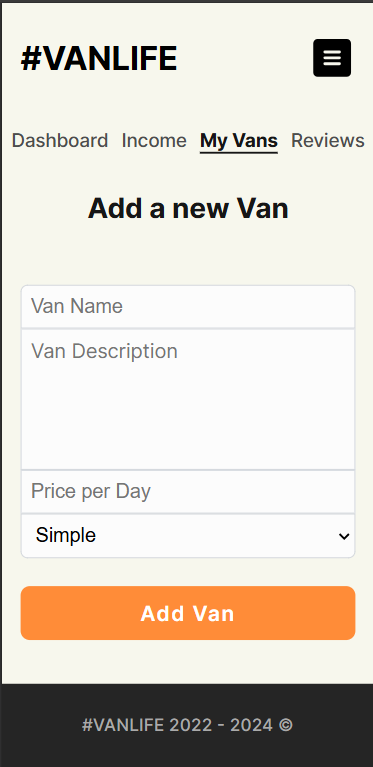 #VANLIFE
Dashboard Income My Vans Reviews
Add a new Van
Van Name
Van Description
Price per Day
Simple
Add Van
#VANLIFE 2022 - 2024 ©